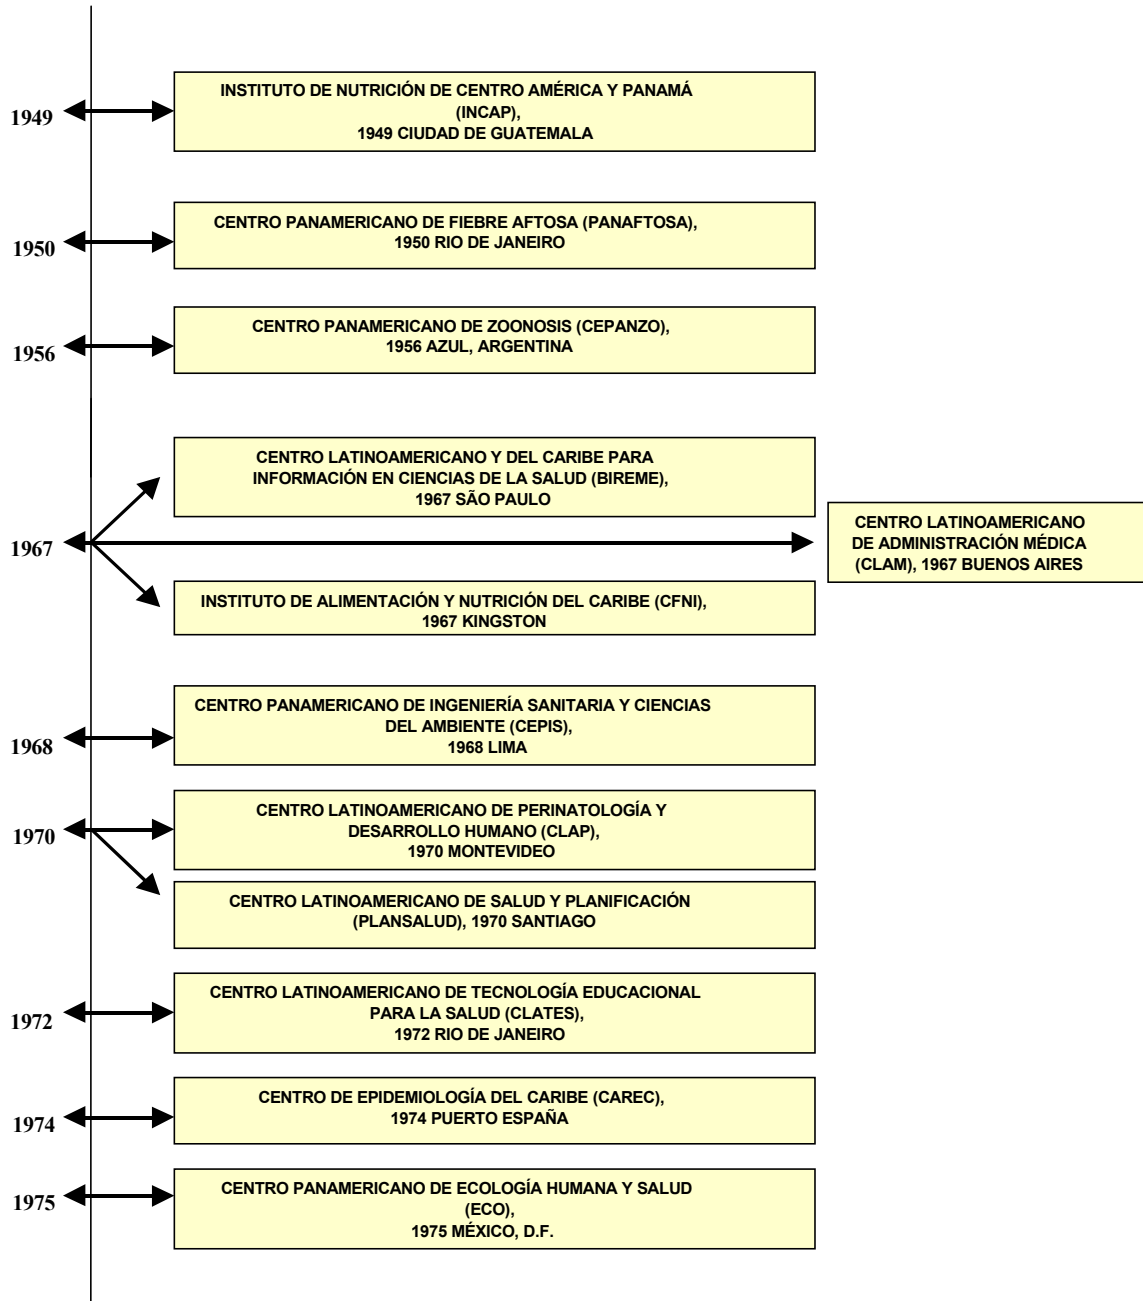 1949
INSTITUTO DE NUTRICIÓN DE CENTRO AMÉRICA Y PANAMÁ
(INCAP),
1949 CIUDAD DE GUATEMALA
1950
CENTRO PANAMERICANO DE FIEBRE AFTOSA (PANAFTOSA),
1950 RIO DE JANEIRO
1956
CENTRO PANAMERICANO DE ZOONOSIS (CEPANZO),
1956 AZUL, ARGENTINA
1967
CENTRO LATINOAMERICANO Y DEL CARIBE PARA
INFORMACIÓN EN CIENCIAS DE LA SALUD (BIREME),
1967 SÃO PAULO
CENTRO LATINOAMERICANO
DE ADMINISTRACIÓN MÉDICA
(CLAM), 1967 BUENOS AIRES
INSTITUTO DE ALIMENTACIÓN Y NUTRICIÓN DEL CARIBE (CFNI),
1967 KINGSTON
1968
CENTRO PANAMERICANO DE INGENIERÍA SANITARIA Y CIENCIAS
DEL AMBIENTE (CEPIS),
1968 LIMA
1970
CENTRO LATINOAMERICANO DE PERINATOLOGÍA Y
DESARROLLO HUMANO (CLAP),
1970 MONTEVIDEO
CENTRO LATINOAMERICANO DE SALUD Y PLANIFICACIÓN
(PLANSALUD), 1970 SANTIAGO
1972
CENTRO LATINOAMERICANO DE TECNOLOGÍA EDUCACIONAL
PARA LA SALUD (CLATES),
1972 RIO DE JANEIRO
1974
CENTRO DE EPIDEMIOLOGÍA DEL CARIBE (CAREC),
1974 PUERTO ESPAÑA
1975
CENTRO PANAMERICANO DE ECOLOGÍA HUMANA Y SALUD
(ECO),
1975 MÉXICO, D.F.